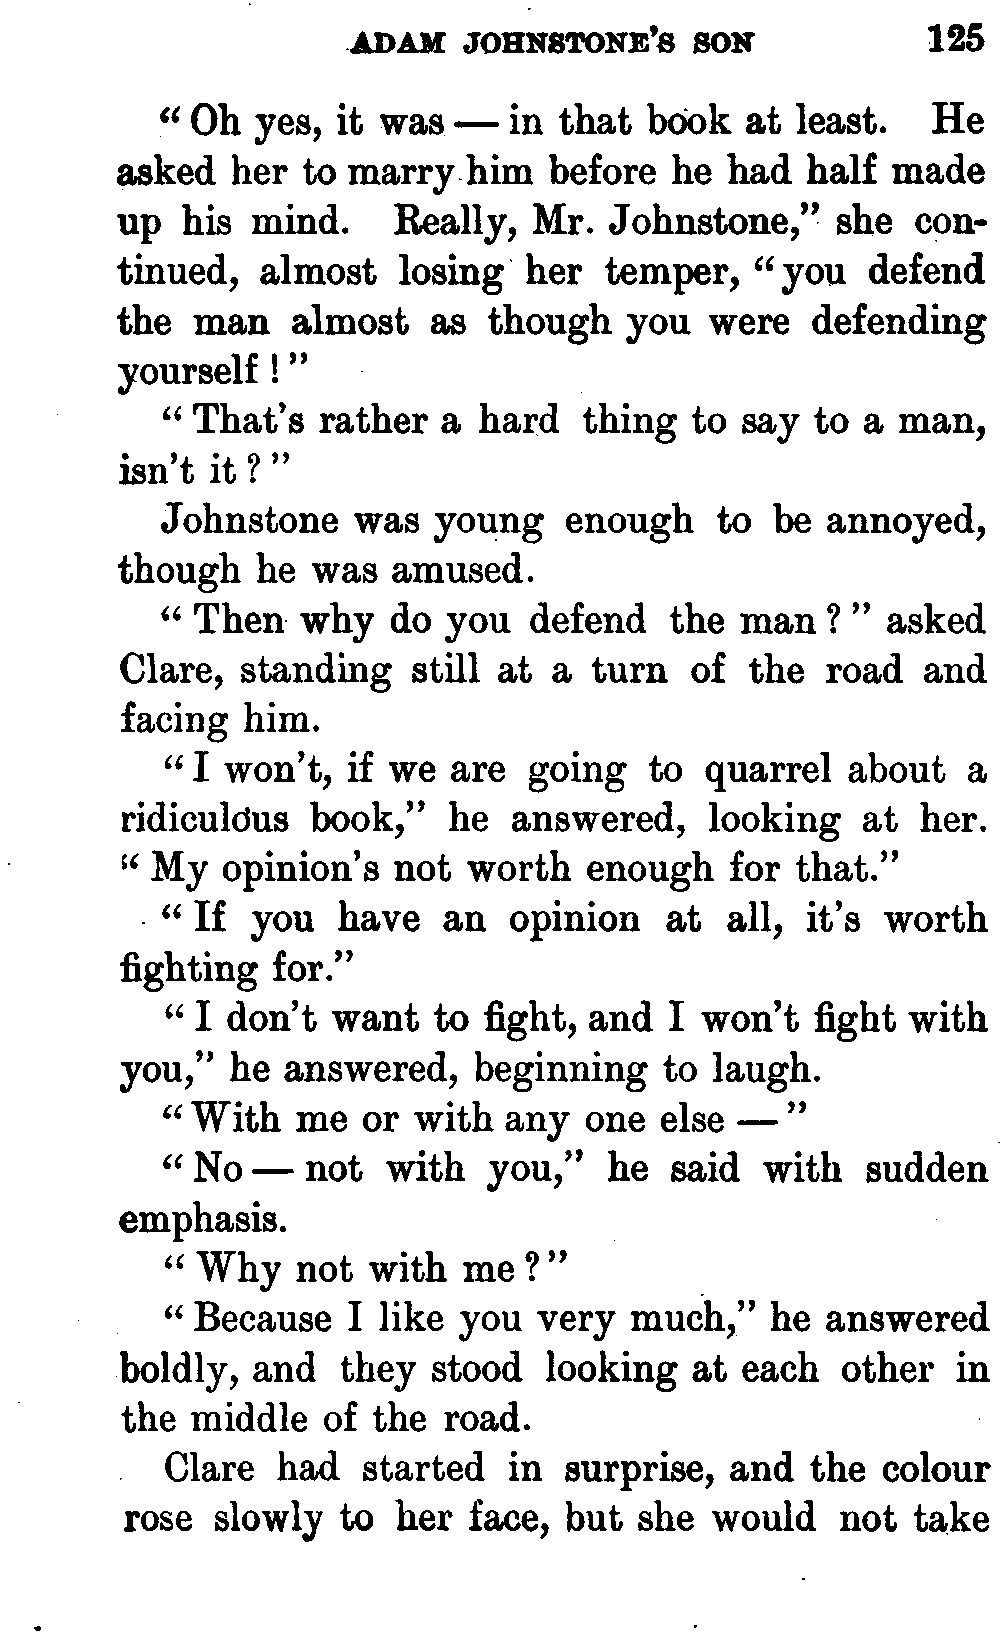 ADAM JOHNSTONE'S SON 125
"Oh yes, it was — in that book at least. He
asked her to marry him before he had half made
up his mind. Really, Mr. Johnstone," she con-
tinued, almost losing her temper, "you defend
the man almost as though you were defending
yourself!"
"That's rather a hard thing to say to a man,
isn't it?"
Johnstone was young enough to be annoyed,
though he was amused.
"Then why do you defend the man?" asked
Clare, standing still at a turn of the road and
facing him.
"I won't, if we are going to quarrel about a
ridiculous book," he answered, looking at her.
"My opinion's not worth enough for that."
"If you have an opinion at all, it's worth
fighting for."
"I don't want to fight, and I won't fight with
you," he answered, beginning to laugh.
"With me or with any one else — "
"No — not with you," he said with sudden
emphasis.
"Why not with me?"
"Because I like you very much," he answered
boldly, and they stood looking at each other in
the middle of the road.
Clare had started in surprise, and the colour
rose slowly to her face, but she would not take